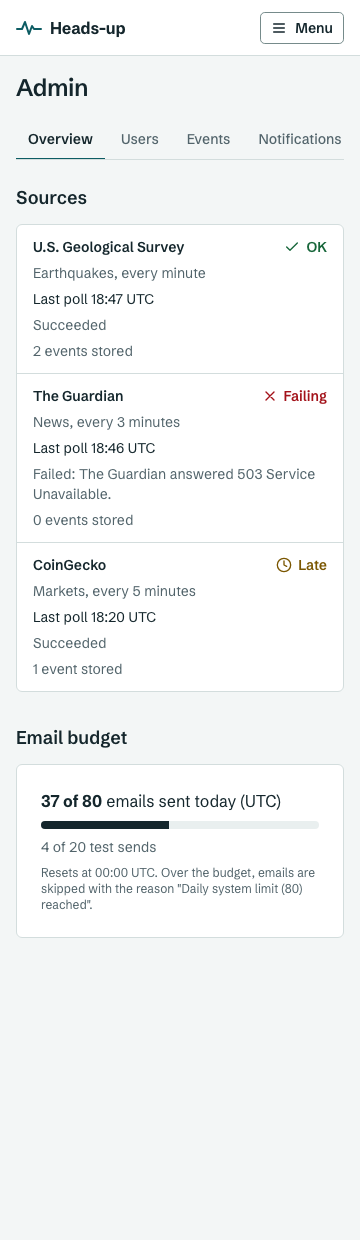 Heads-up
Menu
Admin
Overview Users Events Notifications
Sources
U.S. Geological Survey OK
Earthquakes, every minute
Last poll 18:47 UTC
Succeeded
2 events stored
The Guardian Failing
News, every 3 minutes
Last poll 18:46 UTC
Failed: The Guardian answered 503 Service
Unavailable.
0 events stored
CoinGecko Late
Markets, every 5 minutes
Last poll 18:20 UTC
Succeeded
1 event stored
Email budget
37 of 80 emails sent today (UTC)
4 of 20 test sends
Resets at 00:00 UTC. Over the budget, emails are
skipped with the reason "Daily system limit (80)
reached".